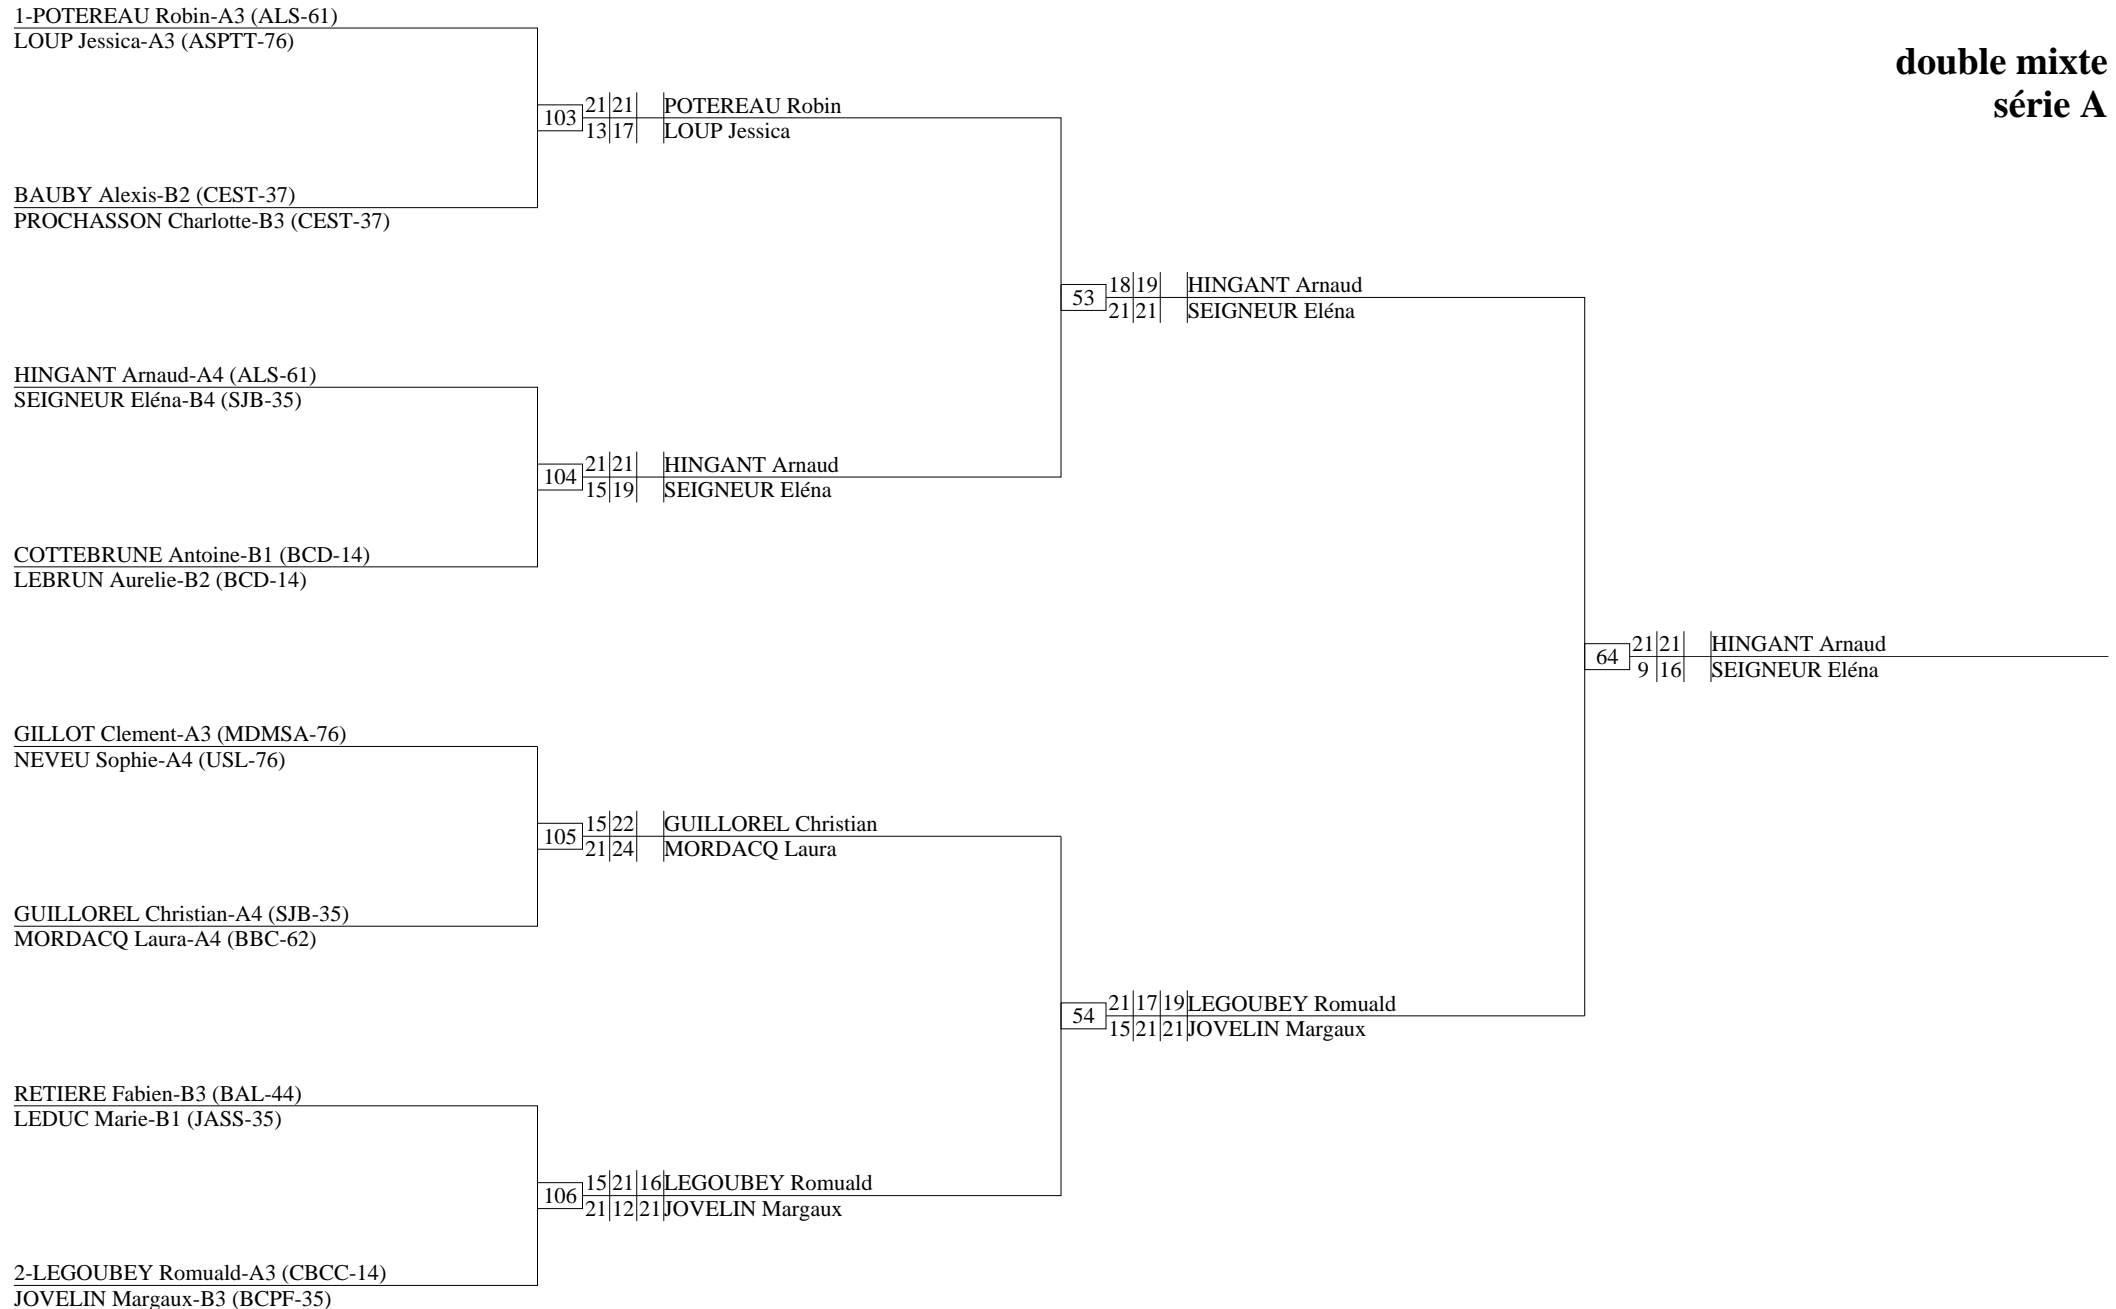 1-POTEREAU Robin-A3 (ALS-61)
LOUP Jessica-A3 (ASPTT-76)
double mixte
série A
103
21 21 POTEREAU Robin
13 17 LOUP Jessica
BAUBY Alexis-B2 (CEST-37)
PROCHASSON Charlotte-B3 (CEST-37)
53
18 19 HINGANT Arnaud
21 21 SEIGNEUR Eléna
HINGANT Arnaud-A4 (ALS-61)
SEIGNEUR Eléna-B4 (SJB-35)
104
21 21 HINGANT Arnaud
15 19 SEIGNEUR Eléna
COTTEBRUNE Antoine-B1 (BCD-14)
LEBRUN Aurelie-B2 (BCD-14)
64
21 21 HINGANT Arnaud
9 16 SEIGNEUR Eléna
GILLOT Clement-A3 (MDMSA-76)
NEVEU Sophie-A4 (USL-76)
105
15 22 GUILLOREL Christian
21 24 MORDACQ Laura
GUILLOREL Christian-A4 (SJB-35)
MORDACQ Laura-A4 (BBC-62)
54
21 17 19 LEGOUBEY Romuald
15 21 21 JOVELIN Margaux
RETIERE Fabien-B3 (BAL-44)
LEDUC Marie-B1 (JASS-35)
106
15 21 16 LEGOUBEY Romuald
21 12 21 JOVELIN Margaux
2-LEGOUBEY Romuald-A3 (CBCC-14)
JOVELIN Margaux-B3 (BCPF-35)